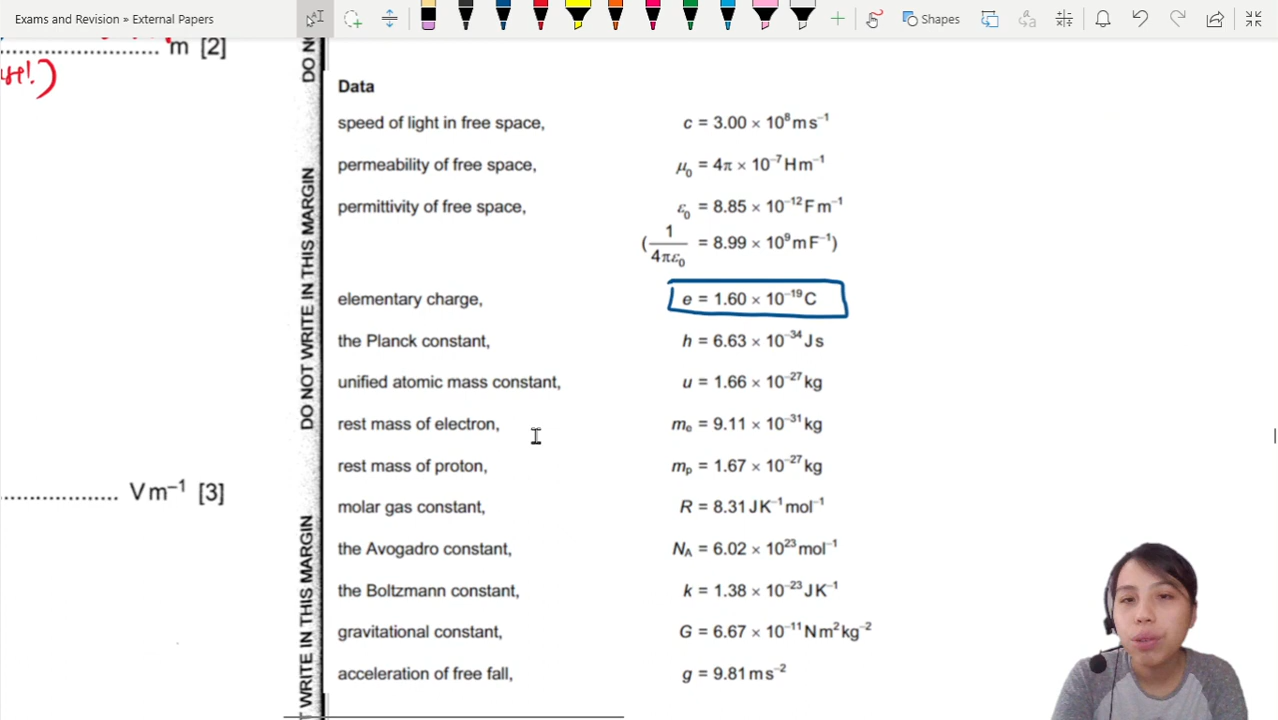 Exams and Revision » External Papers
Shapes
m [2]
DO NOT WRITE IN THIS MARGIN
Data
speed of light in free space, c = 3.00 × 10⁸ m s⁻¹
permeability of free space, μ₀ = 4π × 10⁻⁷ H m⁻¹
permittivity of free space, ε₀ = 8.85 × 10⁻¹² F m⁻¹
(1/4πε₀ = 8.99 × 10⁹ m F⁻¹)
elementary charge, e = 1.60 × 10⁻¹⁹ C
the Planck constant, h = 6.63 × 10⁻³⁴ J s
unified atomic mass constant, u = 1.66 × 10⁻²⁷ kg
rest mass of electron, mₑ = 9.11 × 10⁻³¹ kg
rest mass of proton, mₚ = 1.67 × 10⁻²⁷ kg
V m⁻¹ [3]
molar gas constant, R = 8.31 J K⁻¹ mol⁻¹
the Avogadro constant, N_A = 6.02 × 10²³ mol⁻¹
the Boltzmann constant, k = 1.38 × 10⁻²³ J K⁻¹
gravitational constant, G = 6.67 × 10⁻¹¹ N m² kg⁻²
acceleration of free fall, g = 9.81 m s⁻²
T WRITE IN THIS MARGIN